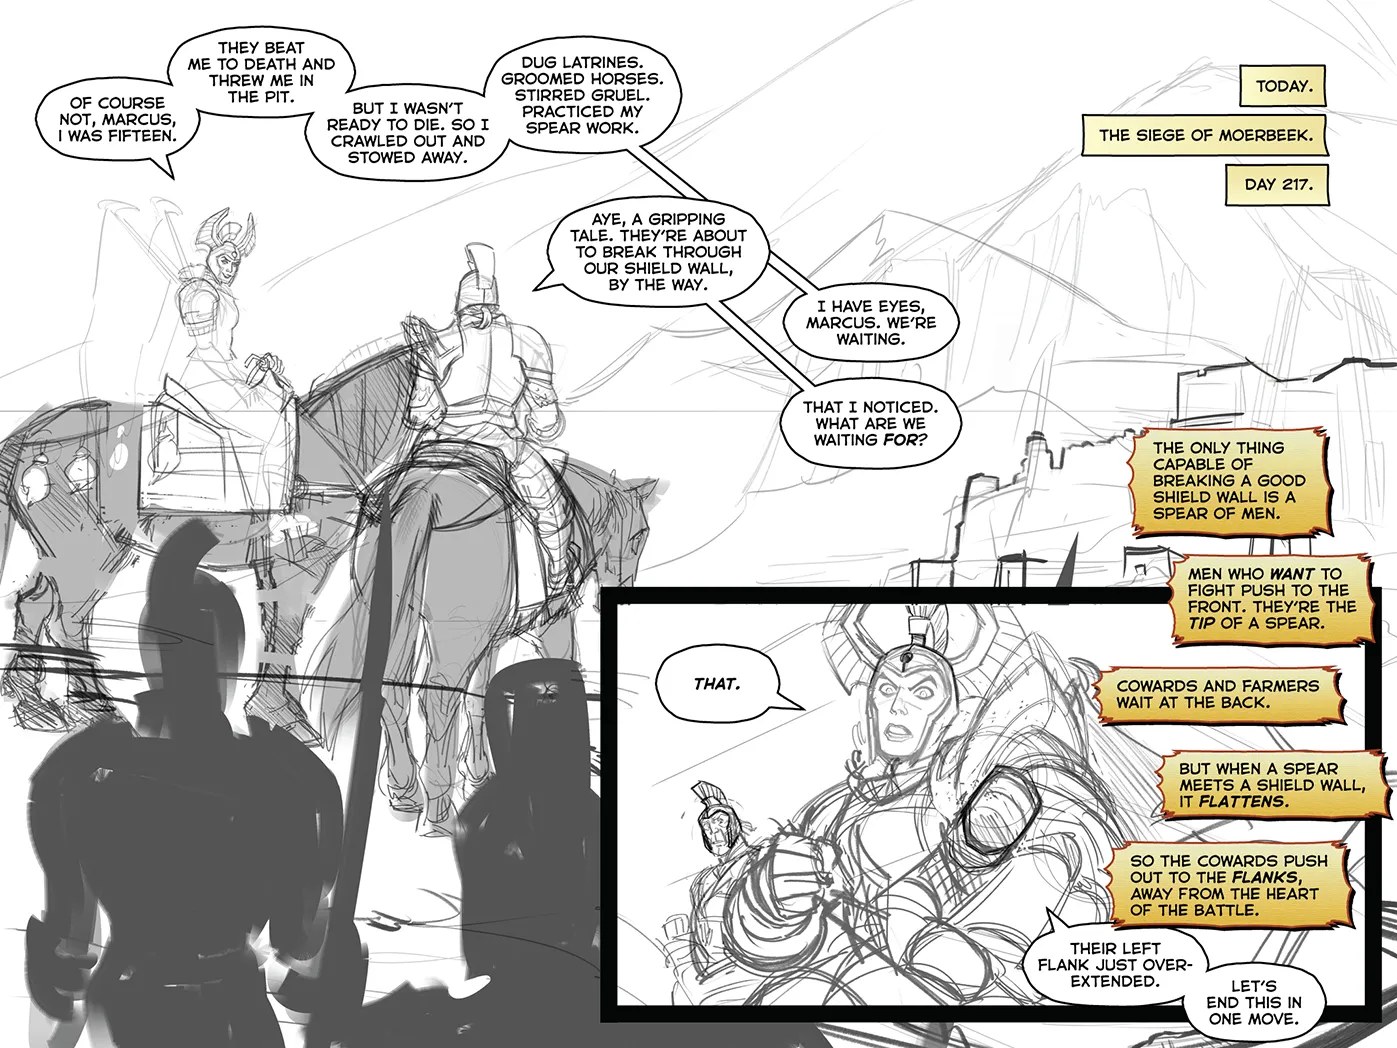 OF COURSE
NOT, MARCUS,
I WAS FIFTEEN.
THEY BEAT
ME TO DEATH AND
THREW ME IN
THE PIT.
BUT I WASN'T
READY TO DIE. SO I
CRAWLED OUT AND
STOWED AWAY.
DUG LATRINES.
GROOMED HORSES.
STIRRED GRUEL.
PRACTICED MY
SPEAR WORK.
TODAY.
THE SIEGE OF MOERBEEK.
DAY 217.
AYE, A GRIPPING
TALE. THEY'RE ABOUT
TO BREAK THROUGH
OUR SHIELD WALL,
BY THE WAY.
I HAVE EYES,
MARCUS. WE'RE
WAITING.
THAT I NOTICED.
WHAT ARE WE
WAITING FOR?
THE ONLY THING
CAPABLE OF
BREAKING A GOOD
SHIELD WALL IS A
SPEAR OF MEN.
MEN WHO WANT TO
FIGHT PUSH TO THE
FRONT. THEY'RE THE
TIP OF A SPEAR.
THAT.
COWARDS AND FARMERS
WAIT AT THE BACK.
BUT WHEN A SPEAR
MEETS A SHIELD WALL,
IT FLATTENS.
SO THE COWARDS PUSH
OUT TO THE FLANKS,
AWAY FROM THE HEART
OF THE BATTLE.
THEIR LEFT
FLANK JUST OVER-
EXTENDED.
LET'S
END THIS IN
ONE MOVE.